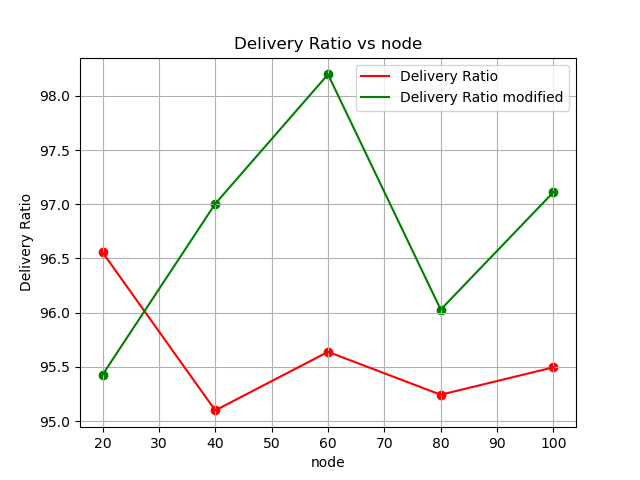 Delivery Ratio vs node
Delivery Ratio
Delivery Ratio modified
98.0
97.5
97.0
96.5
96.0
95.5
95.0
Delivery Ratio
20 30 40 50 60 70 80 90 100
node